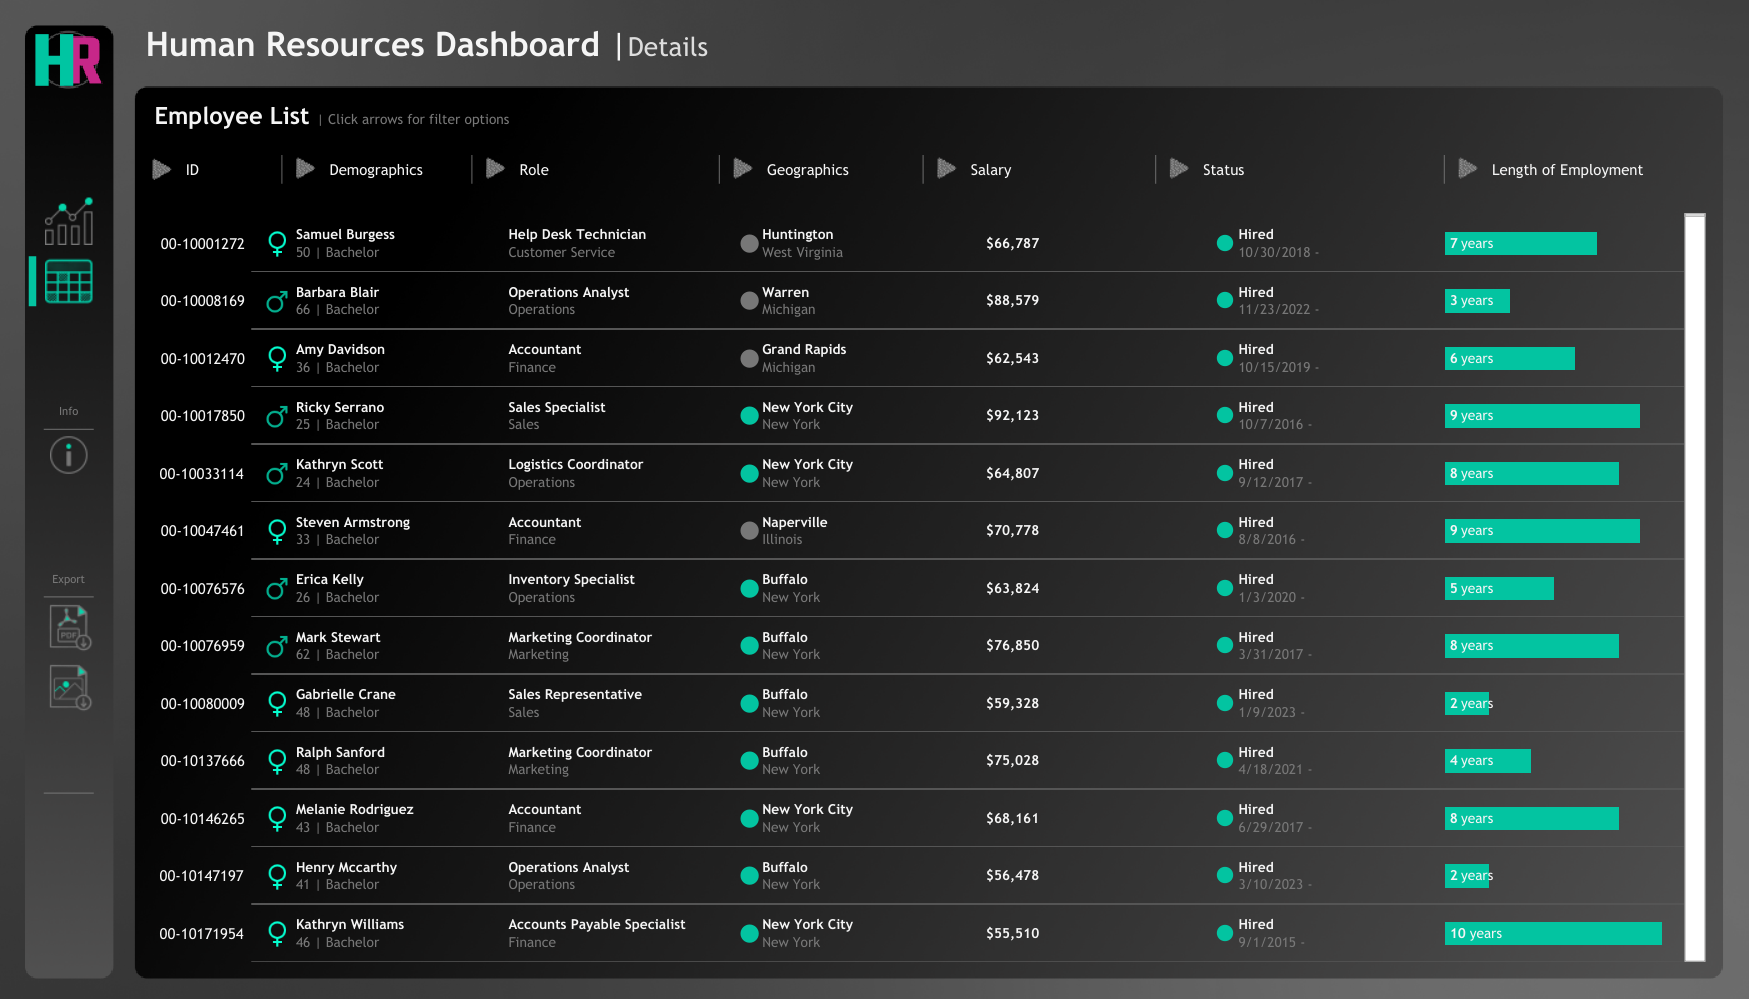 HR
Human Resources Dashboard | Details
Employee List | Click arrows for filter options
ID Demographics Role Geographics Salary Status Length of Employment
Samuel Burgess Help Desk Technician Huntington Hired
00-10001272 $66,787 7 years
50 | Bachelor Customer Service West Virginia 10/30/2018 -
Barbara Blair Operations Analyst Warren Hired
00-10008169 $88,579 3 years
66 | Bachelor Operations Michigan 11/23/2022 -
Amy Davidson Accountant Grand Rapids Hired
00-10012470 $62,543 6 years
36 | Bachelor Finance Michigan 10/15/2019 -
Info
Ricky Serrano Sales Specialist New York City Hired
00-10017850 $92,123 9 years
25 | Bachelor Sales New York 10/7/2016 -
Kathryn Scott Logistics Coordinator New York City Hired
00-10033114 $64,807 8 years
24 | Bachelor Operations New York 9/12/2017 -
Steven Armstrong Accountant Naperville Hired
00-10047461 $70,778 9 years
33 | Bachelor Finance Illinois 8/8/2016 -
Export
Erica Kelly Inventory Specialist Buffalo Hired
00-10076576 $63,824 5 years
26 | Bachelor Operations New York 1/3/2020 -
PDF
Mark Stewart Marketing Coordinator Buffalo Hired
00-10076959 $76,850 8 years
62 | Bachelor Marketing New York 3/31/2017 -
Gabrielle Crane Sales Representative Buffalo Hired
00-10080009 $59,328 2 years
48 | Bachelor Sales New York 1/9/2023 -
Ralph Sanford Marketing Coordinator Buffalo Hired
00-10137666 $75,028 4 years
48 | Bachelor Marketing New York 4/18/2021 -
Melanie Rodriguez Accountant New York City Hired
00-10146265 $68,161 8 years
43 | Bachelor Finance New York 6/29/2017 -
Henry Mccarthy Operations Analyst Buffalo Hired
00-10147197 $56,478 2 years
41 | Bachelor Operations New York 3/10/2023 -
Kathryn Williams Accounts Payable Specialist New York City Hired
00-10171954 $55,510 10 years
46 | Bachelor Finance New York 9/1/2015 -